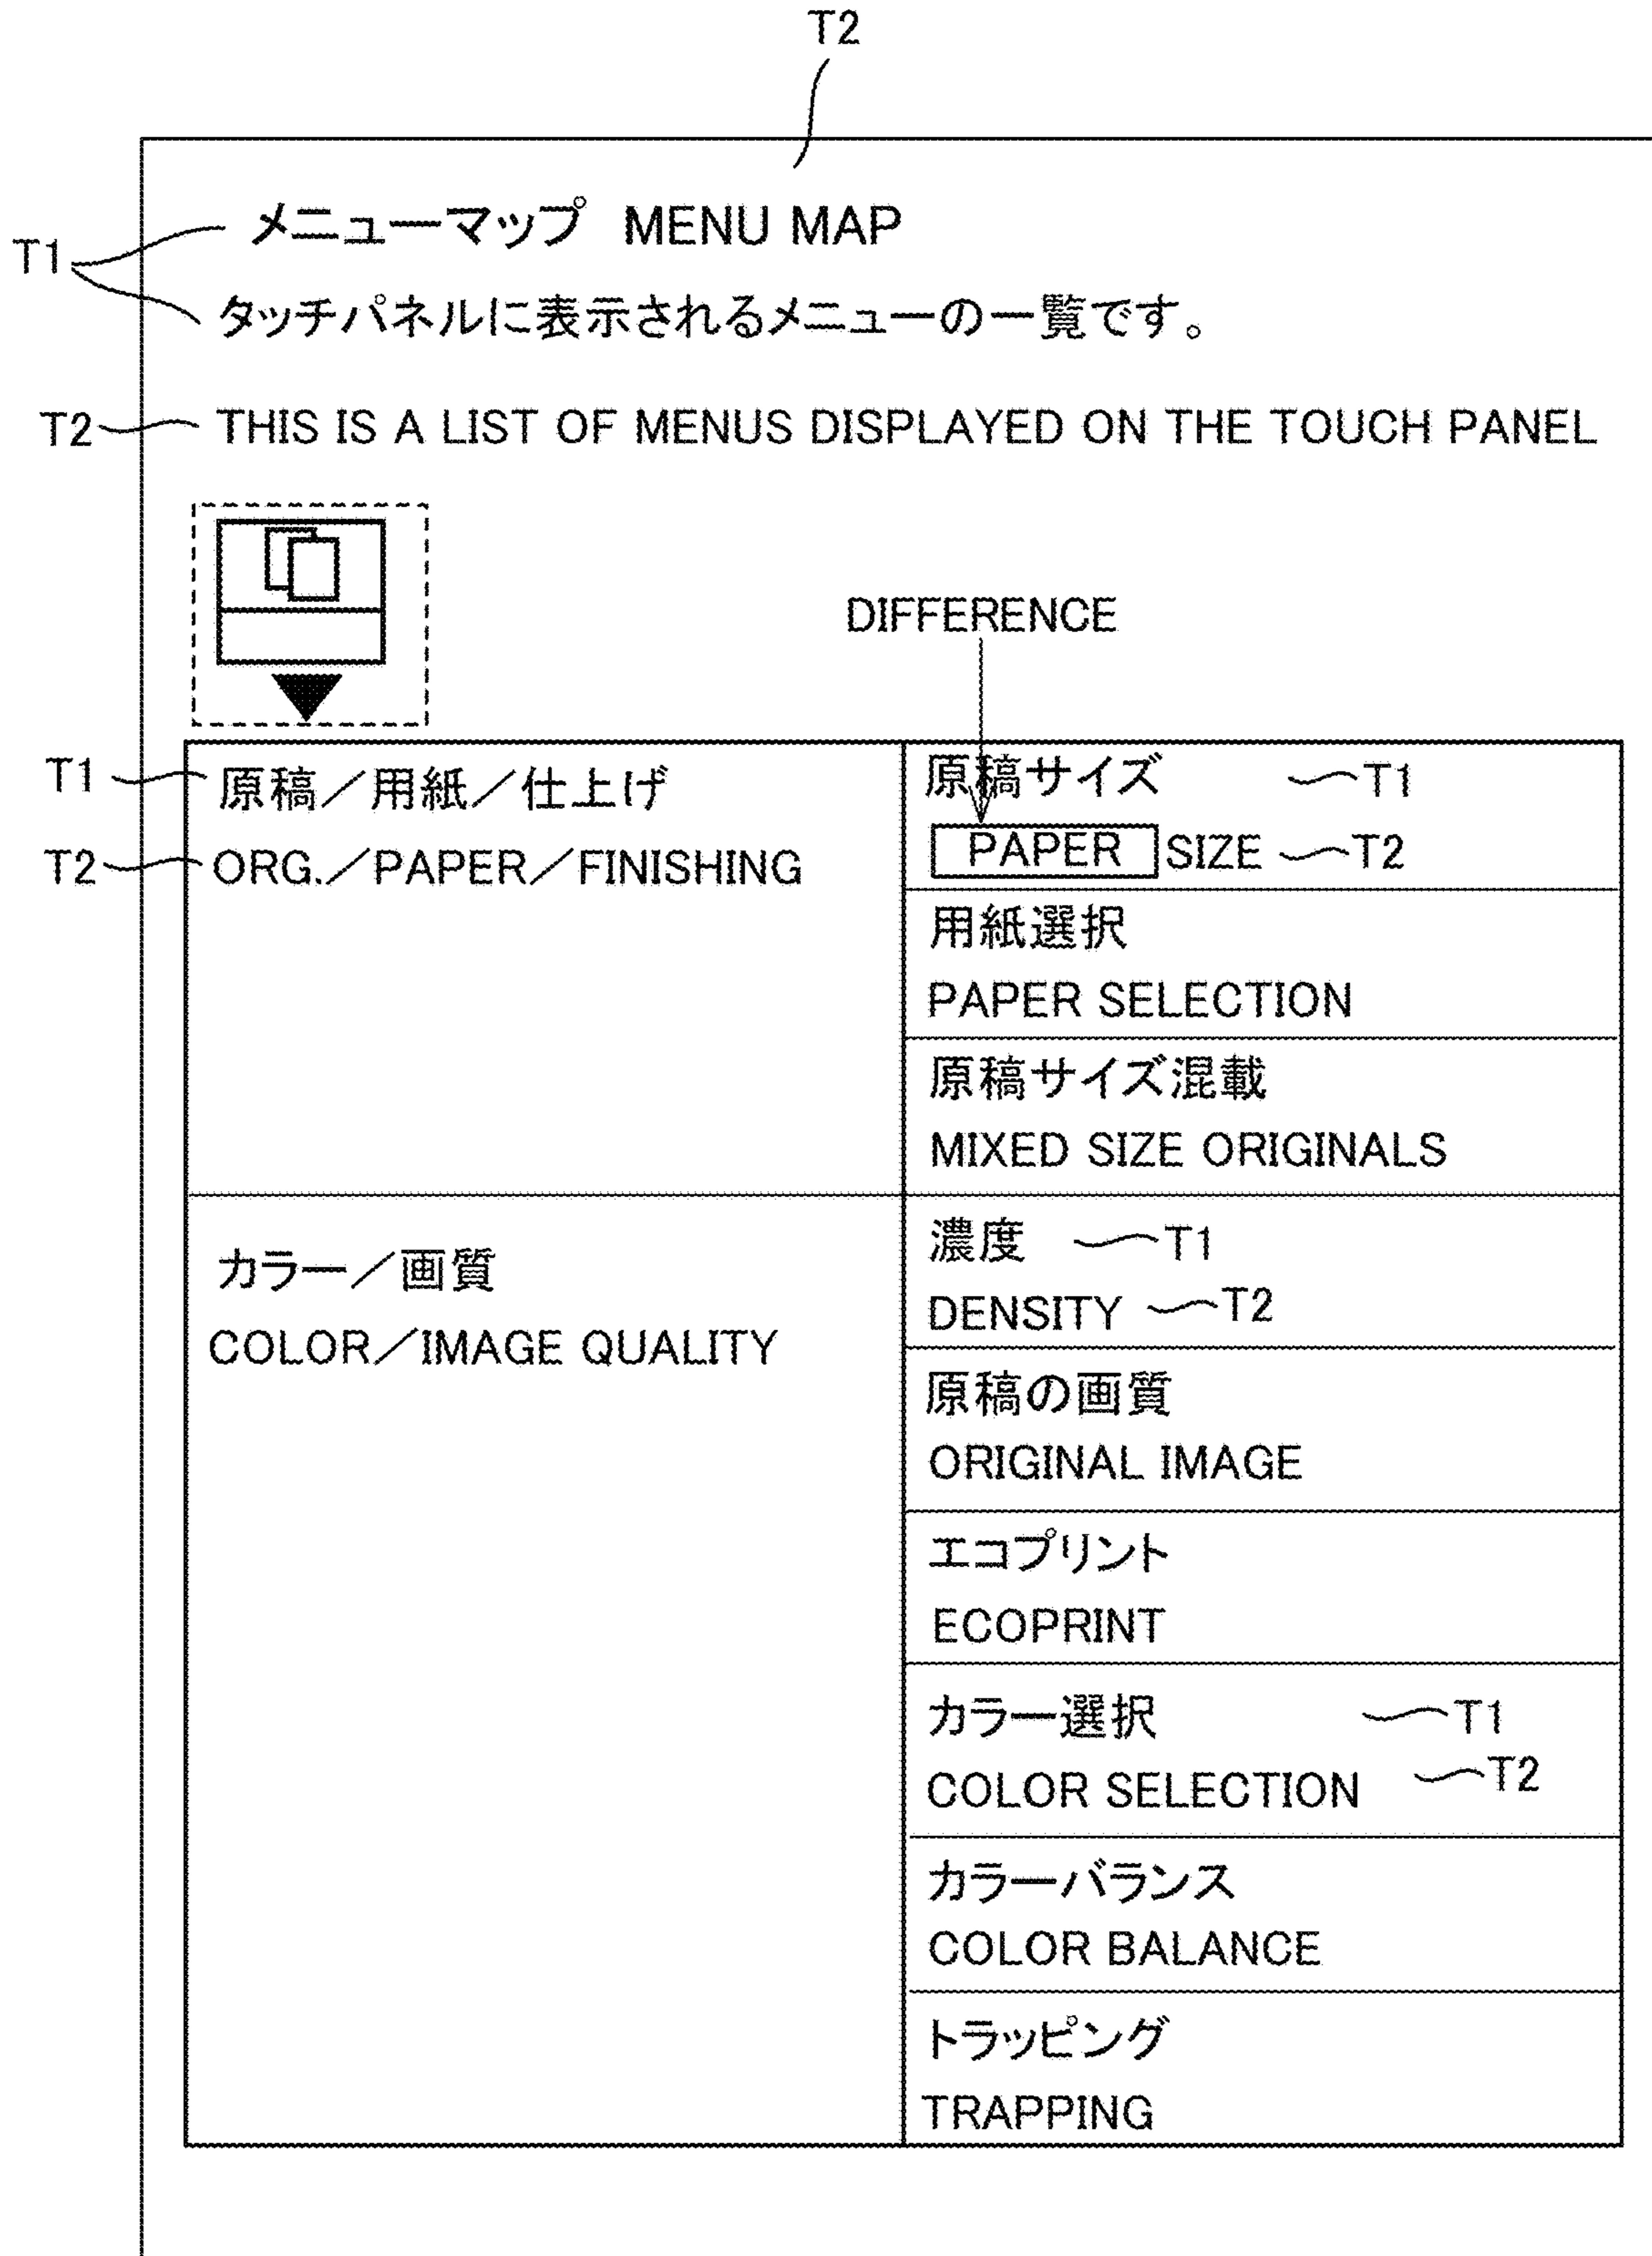 T2
メニューマップ MENU MAP
T1
タッチパネルに表示されるメニューの一覧です。
T2 THIS IS A LIST OF MENUS DISPLAYED ON THE TOUCH PANEL
DIFFERENCE
T1 原稿／用紙／仕上げ
T2 ORG.／PAPER／FINISHING
原稿サイズ T1
PAPER SIZE T2
用紙選択
PAPER SELECTION
原稿サイズ混載
MIXED SIZE ORIGINALS
カラー／画質
COLOR／IMAGE QUALITY
濃度 T1
DENSITY T2
原稿の画質
ORIGINAL IMAGE
エコプリント
ECOPRINT
カラー選択 T1
COLOR SELECTION T2
カラーバランス
COLOR BALANCE
トラッピング
TRAPPING